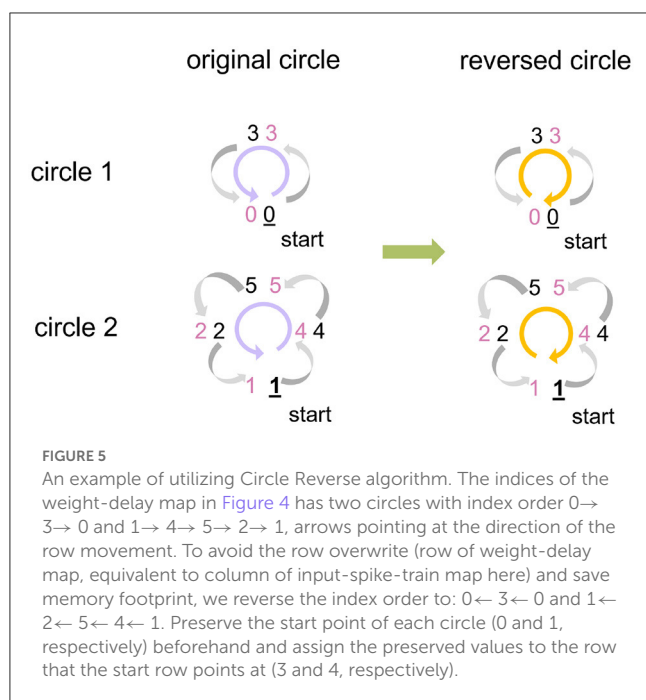 original circle reversed circle
3 3 3 3
circle 1
0 0 0 0
start start
5 5 5 5
circle 2 2 2 4 4 2 2 4 4
1 1 1 1
start start
FIGURE 5
An example of utilizing Circle Reverse algorithm. The indices of the
weight-delay map in Figure 4 has two circles with index order 0→
3→ 0 and 1→ 4→ 5→ 2→ 1, arrows pointing at the direction of the
row movement. To avoid the row overwrite (row of weight-delay
map, equivalent to column of input-spike-train map here) and save
memory footprint, we reverse the index order to: 0← 3← 0 and 1←
2← 5← 4← 1. Preserve the start point of each circle (0 and 1,
respectively) beforehand and assign the preserved values to the row
that the start row points at (3 and 4, respectively).